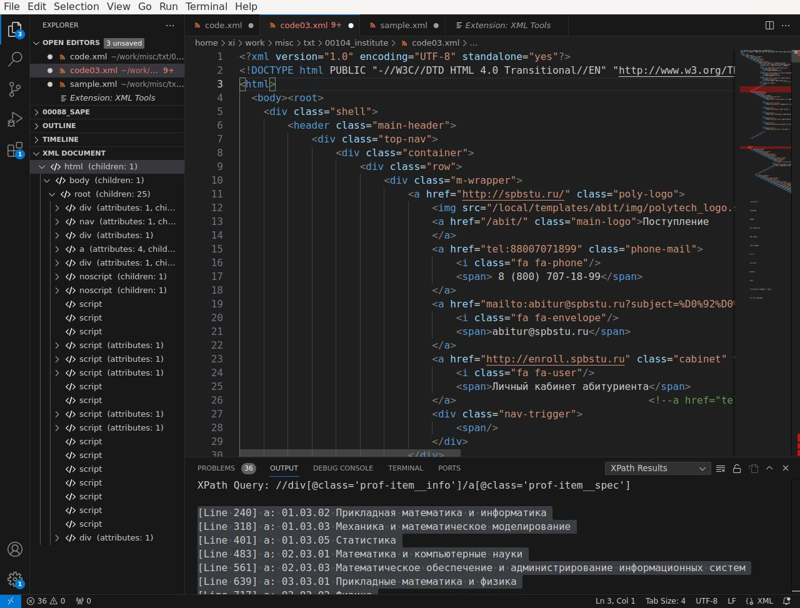 File Edit Selection View Go Run Terminal Help
EXPLORER
code.xml
code03.xml 9+
sample.xml
Extension: XML Tools
OPEN EDITORS 3 unsaved
code.xml ~/work/misc/txt/0...
code03.xml ~/work/... 9+
sample.xml ~/work/misc/tx...
Extension: XML Tools
00088_SAPE
OUTLINE
TIMELINE
XML DOCUMENT
html (children: 1)
body (children: 1)
root (children: 25)
div (attributes: 1, chi...
nav (attributes: 1, chi...
div (attributes: 1)
a (attributes: 4, child...
div (attributes: 1, chi...
noscript (children: 1)
noscript (children: 1)
script
script
script
script (attributes: 1)
script (attributes: 1)
script (attributes: 1)
script
script
script (attributes: 1)
script (attributes: 1)
script
script
script
script
script
script
script
div (attributes: 1)
home > xi > work > misc > txt > 00104_institute > code03.xml > ...
1 <?xml version="1.0" encoding="UTF-8" standalone="yes"?>
2 <!DOCTYPE html PUBLIC "-//W3C//DTD HTML 4.0 Transitional//EN" "http://www.w3.org/T
3 <html>
4 <body><root>
5 <div class="shell">
6 <header class="main-header">
7 <div class="top-nav">
8 <div class="container">
9 <div class="row">
10 <div class="m-wrapper">
11 <a href="http://spbstu.ru/" class="poly-logo">
12 <img src="/local/templates/abit/img/polytech_logo.
13 <a href="/abit/" class="main-logo">Поступление
14 </a>
15 <a href="tel:88007071899" class="phone-mail">
16 <i class="fa fa-phone"/>
17 <span> 8 (800) 707-18-99</span>
18 </a>
19 <a href="mailto:abitur@spbstu.ru?subject=%D0%92%D0
20 <i class="fa fa-envelope"/>
21 <span>abitur@spbstu.ru</span>
22 </a>
23 <a href="http://enroll.spbstu.ru" class="cabinet"
24 <i class="fa fa-user"/>
25 <span>Личный кабинет абитуриента</span>
26 </a> <!--a href="te
27 <div class="nav-trigger">
28 <span/>
29 </div>
30 </div>
PROBLEMS 36 OUTPUT DEBUG CONSOLE TERMINAL PORTS XPath Results
XPath Query: //div[@class='prof-item__info']/a[@class='prof-item__spec']
[Line 240] a: 01.03.02 Прикладная математика и информатика
[Line 318] a: 01.03.03 Механика и математическое моделирование
[Line 401] a: 01.03.05 Статистика
[Line 483] a: 02.03.01 Математика и компьютерные науки
[Line 561] a: 02.03.03 Математическое обеспечение и администрирование информационных систем
[Line 639] a: 03.03.01 Прикладные математика и физика
[Line 717] a: 03.03.02 Физика
36 0 0 Ln 3, Col 1 Tab Size: 4 UTF-8 LF XML